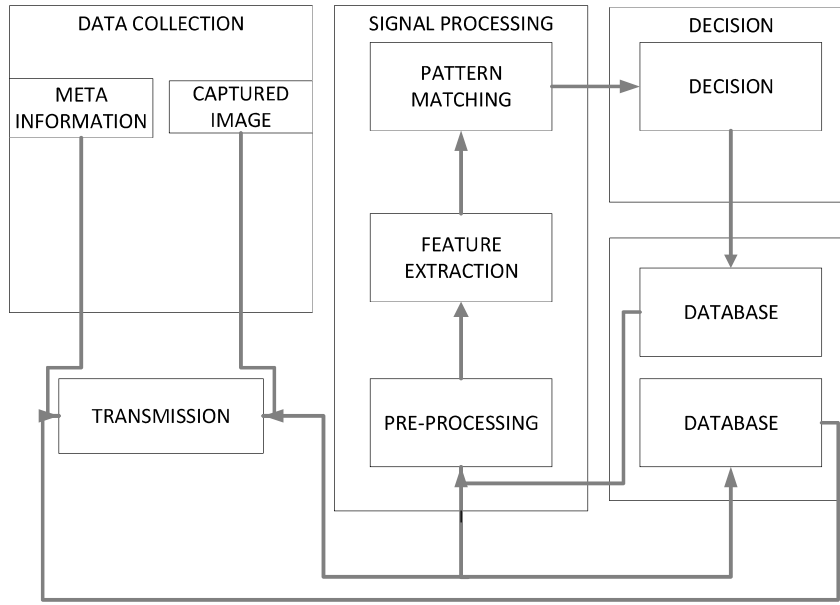 DATA COLLECTION
META
INFORMATION
CAPTURED
IMAGE
TRANSMISSION
SIGNAL PROCESSING
PATTERN
MATCHING
FEATURE
EXTRACTION
PRE-PROCESSING
DECISION
DECISION
DATABASE
DATABASE